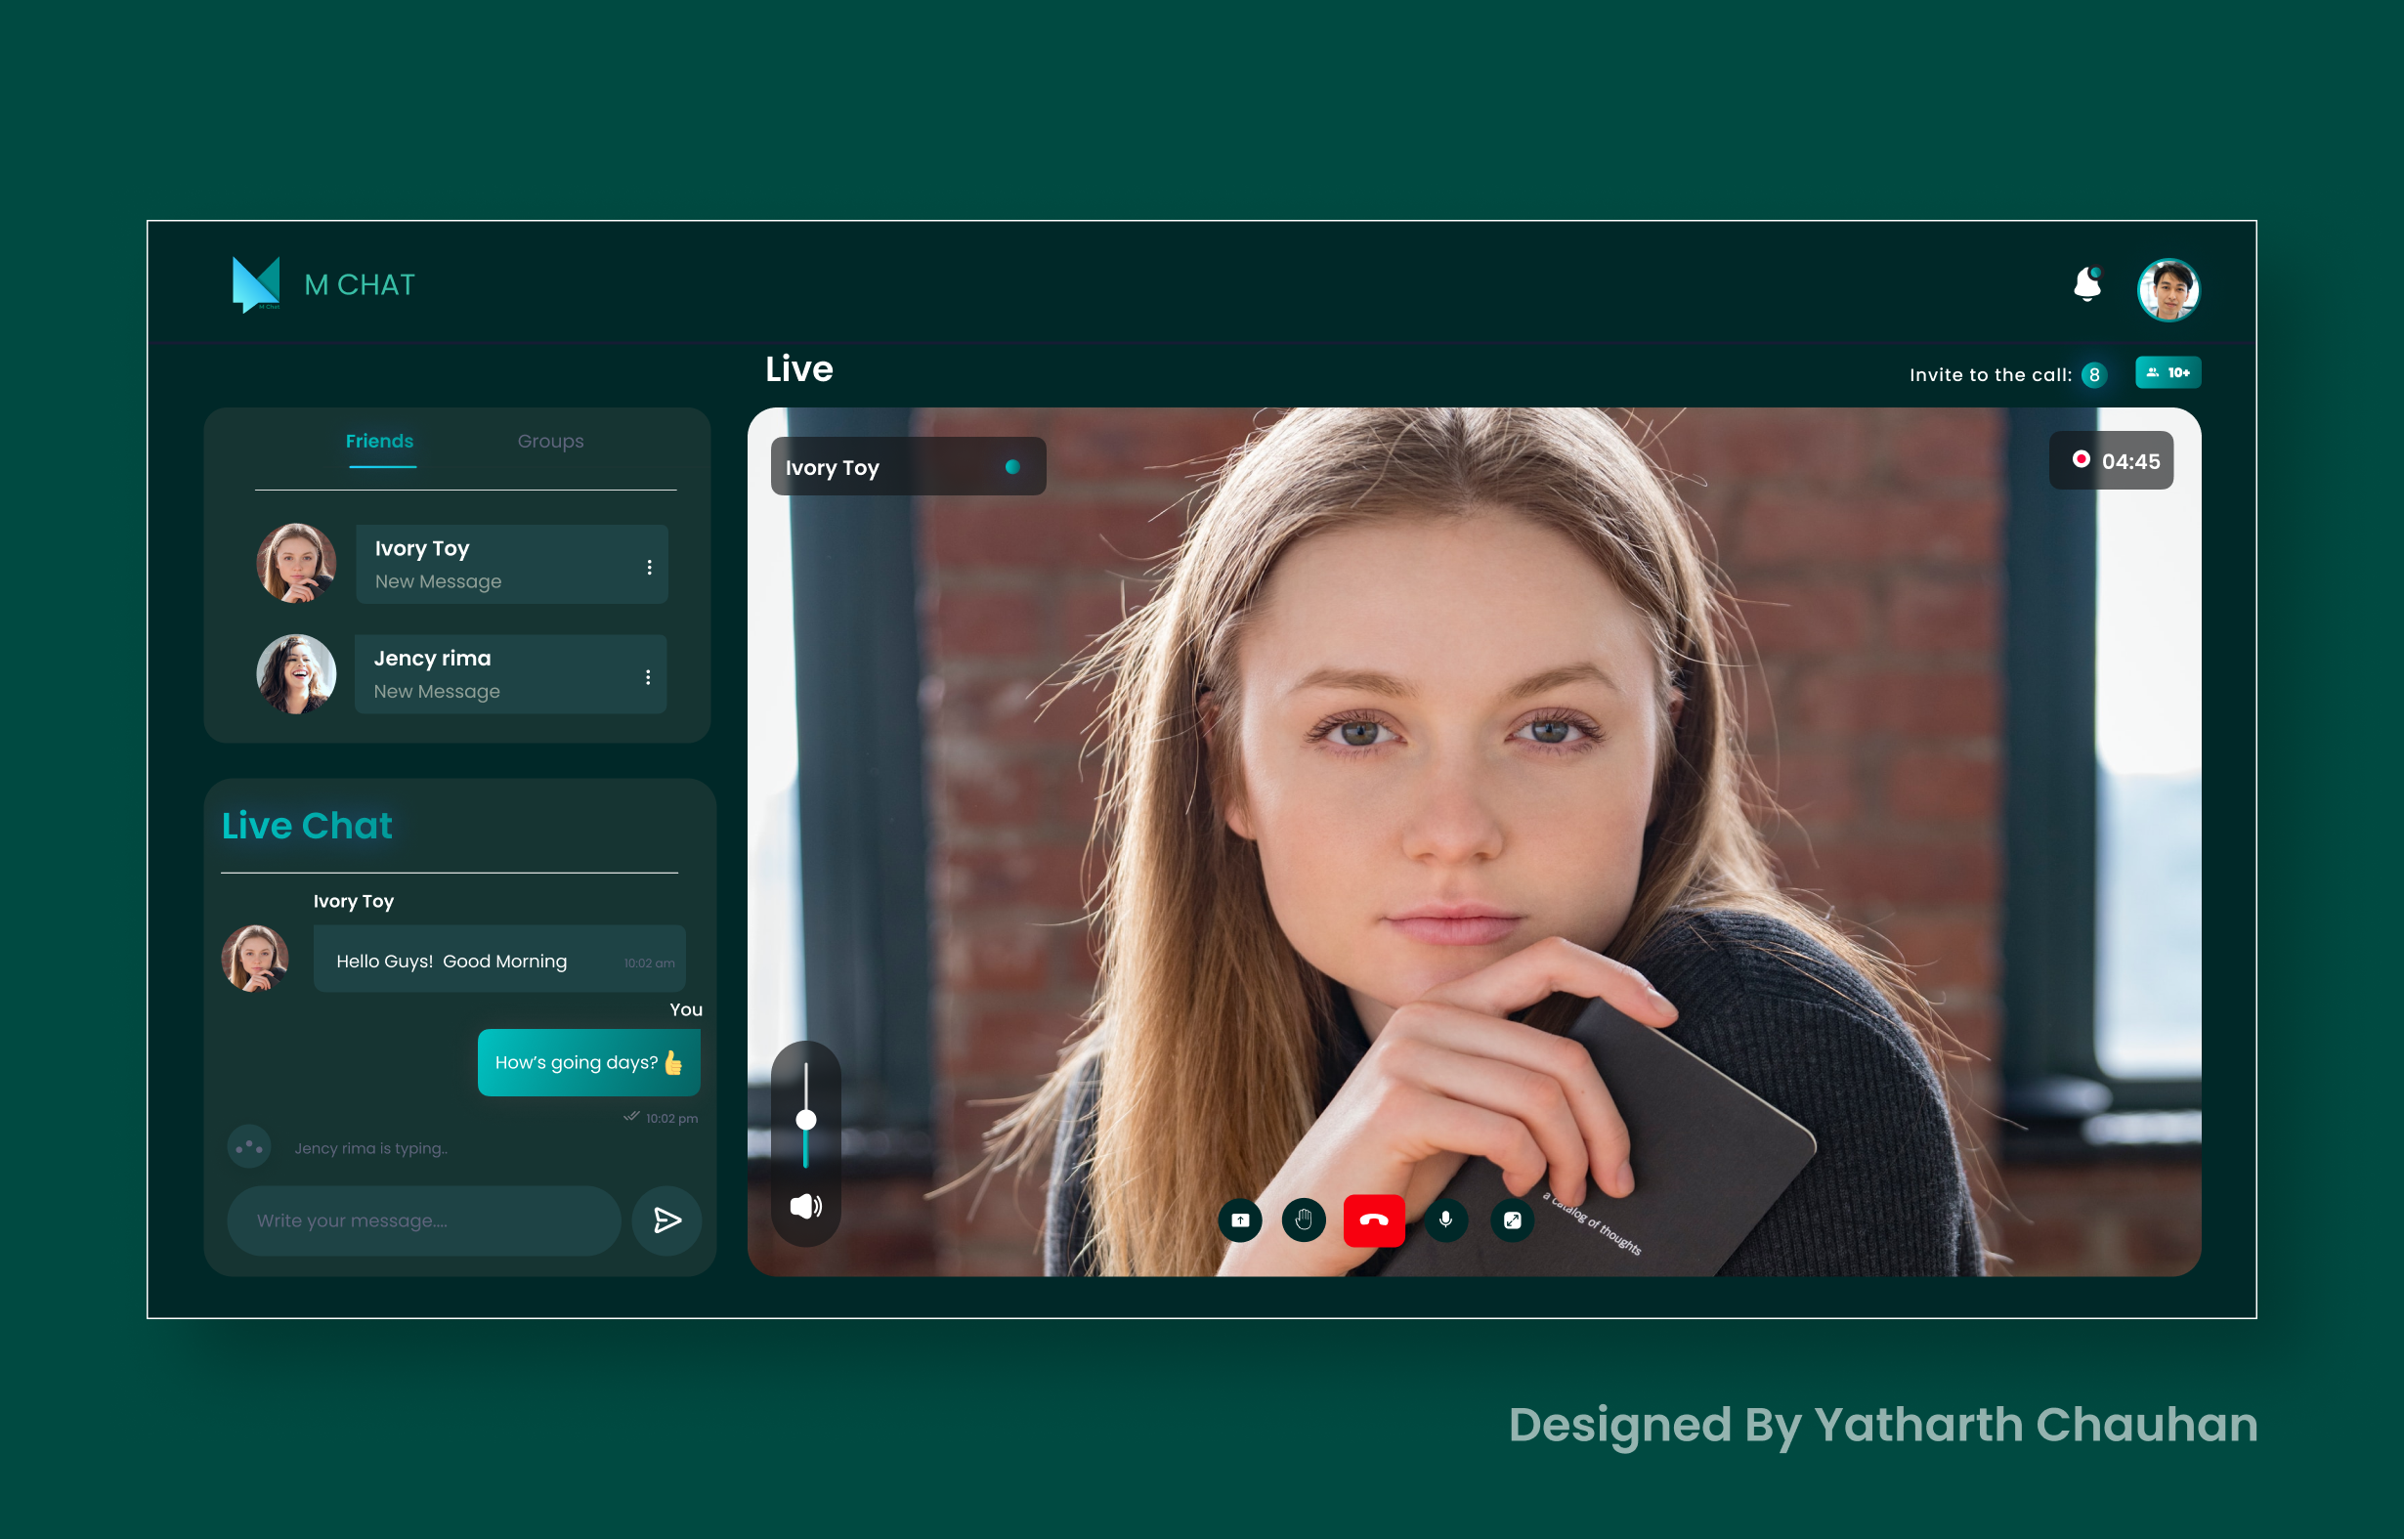 M Chat
M CHAT
Live
Invite to the call: 8
10+
Friends
Groups
Ivory Toy
New Message
Jency rima
New Message
Ivory Toy
04:45
Live Chat
Ivory Toy
Hello Guys!  Good Morning
10:02 am
You
How’s going days?👍
10:02 pm
Jency rima is typing..
Write your message....
a catalog of thoughts
Designed By Yatharth Chauhan